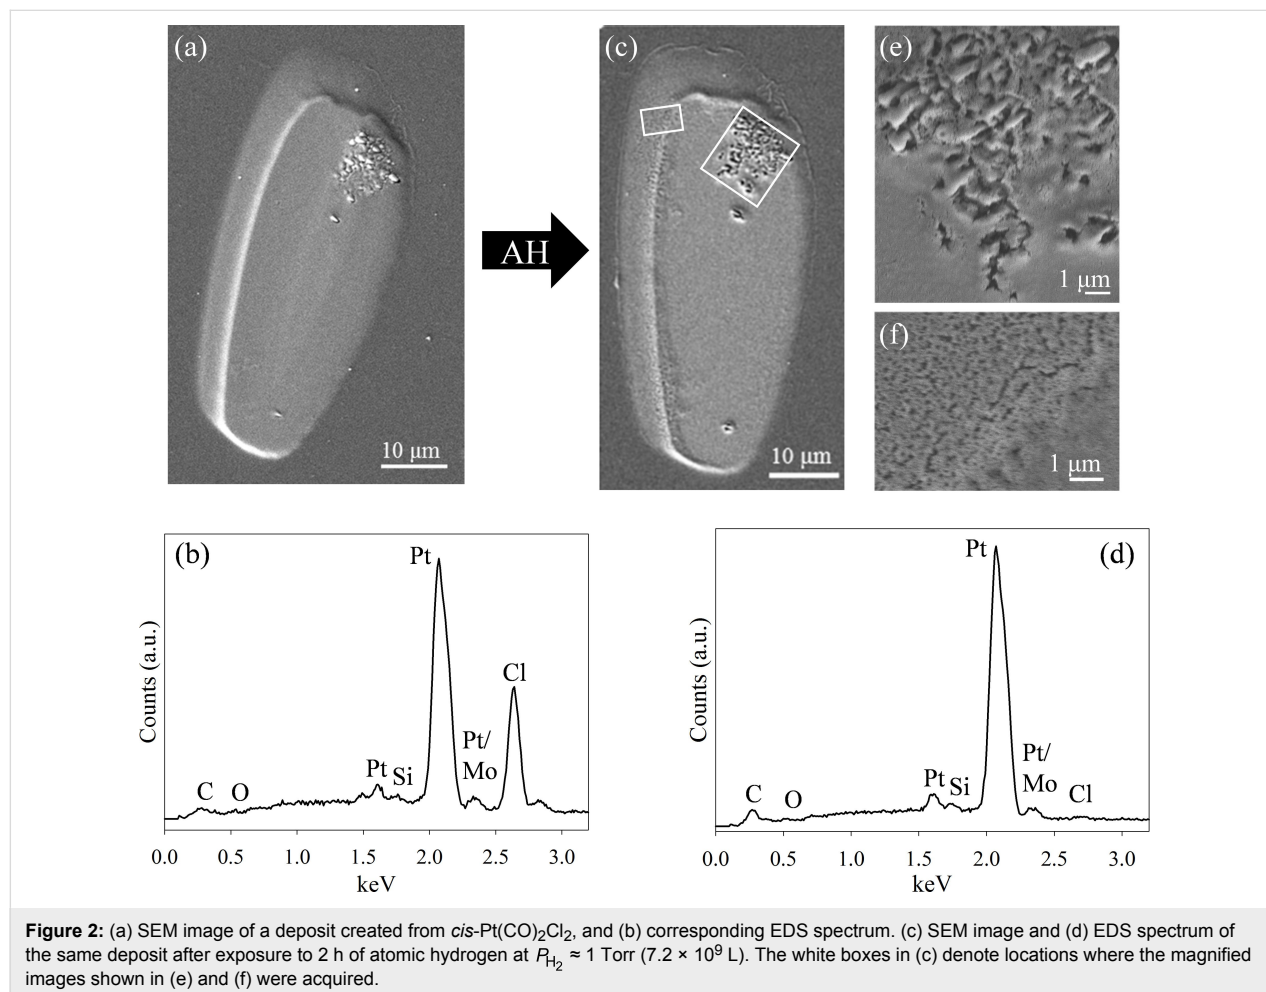 (a)
(c)
(e)
AH
1 μm
(f)
10 μm
10 μm
1 μm
(b)
Pt
Cl
Pt/
Mo
Pt
Si
C
O
Counts (a.u.)
0.0 0.5 1.0 1.5 2.0 2.5 3.0
keV
(d)
Pt
Pt/
Mo
Cl
Pt
Si
C
O
Counts (a.u.)
0.0 0.5 1.0 1.5 2.0 2.5 3.0
keV
Figure 2: (a) SEM image of a deposit created from cis-Pt(CO)₂Cl₂, and (b) corresponding EDS spectrum. (c) SEM image and (d) EDS spectrum of
the same deposit after exposure to 2 h of atomic hydrogen at P_H₂ ≈ 1 Torr (7.2 × 10⁹ L). The white boxes in (c) denote locations where the magnified
images shown in (e) and (f) were acquired.